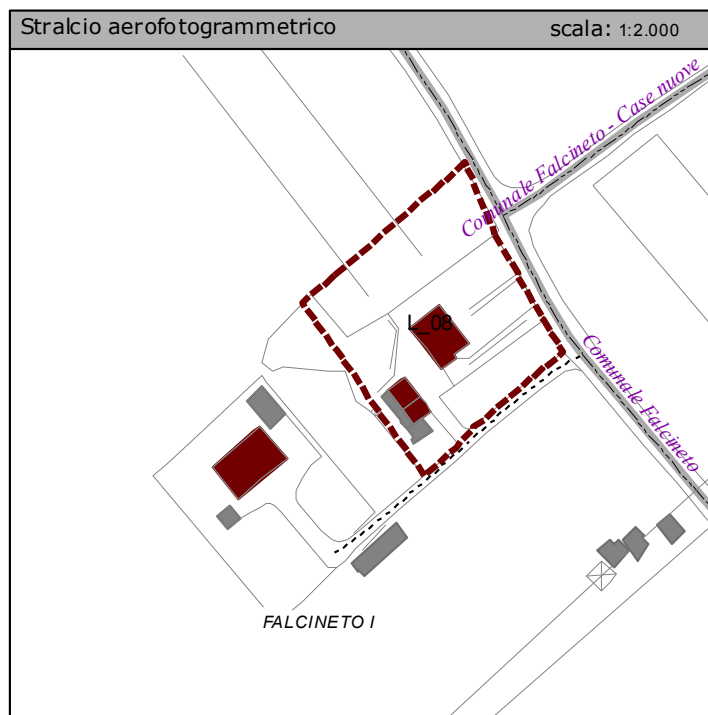 Stralcio aerofotogrammetrico
scala: 1:2.000
Comunale Falcineto - Case nuove
L_08
Comunale Falcineto
FALCINETO I